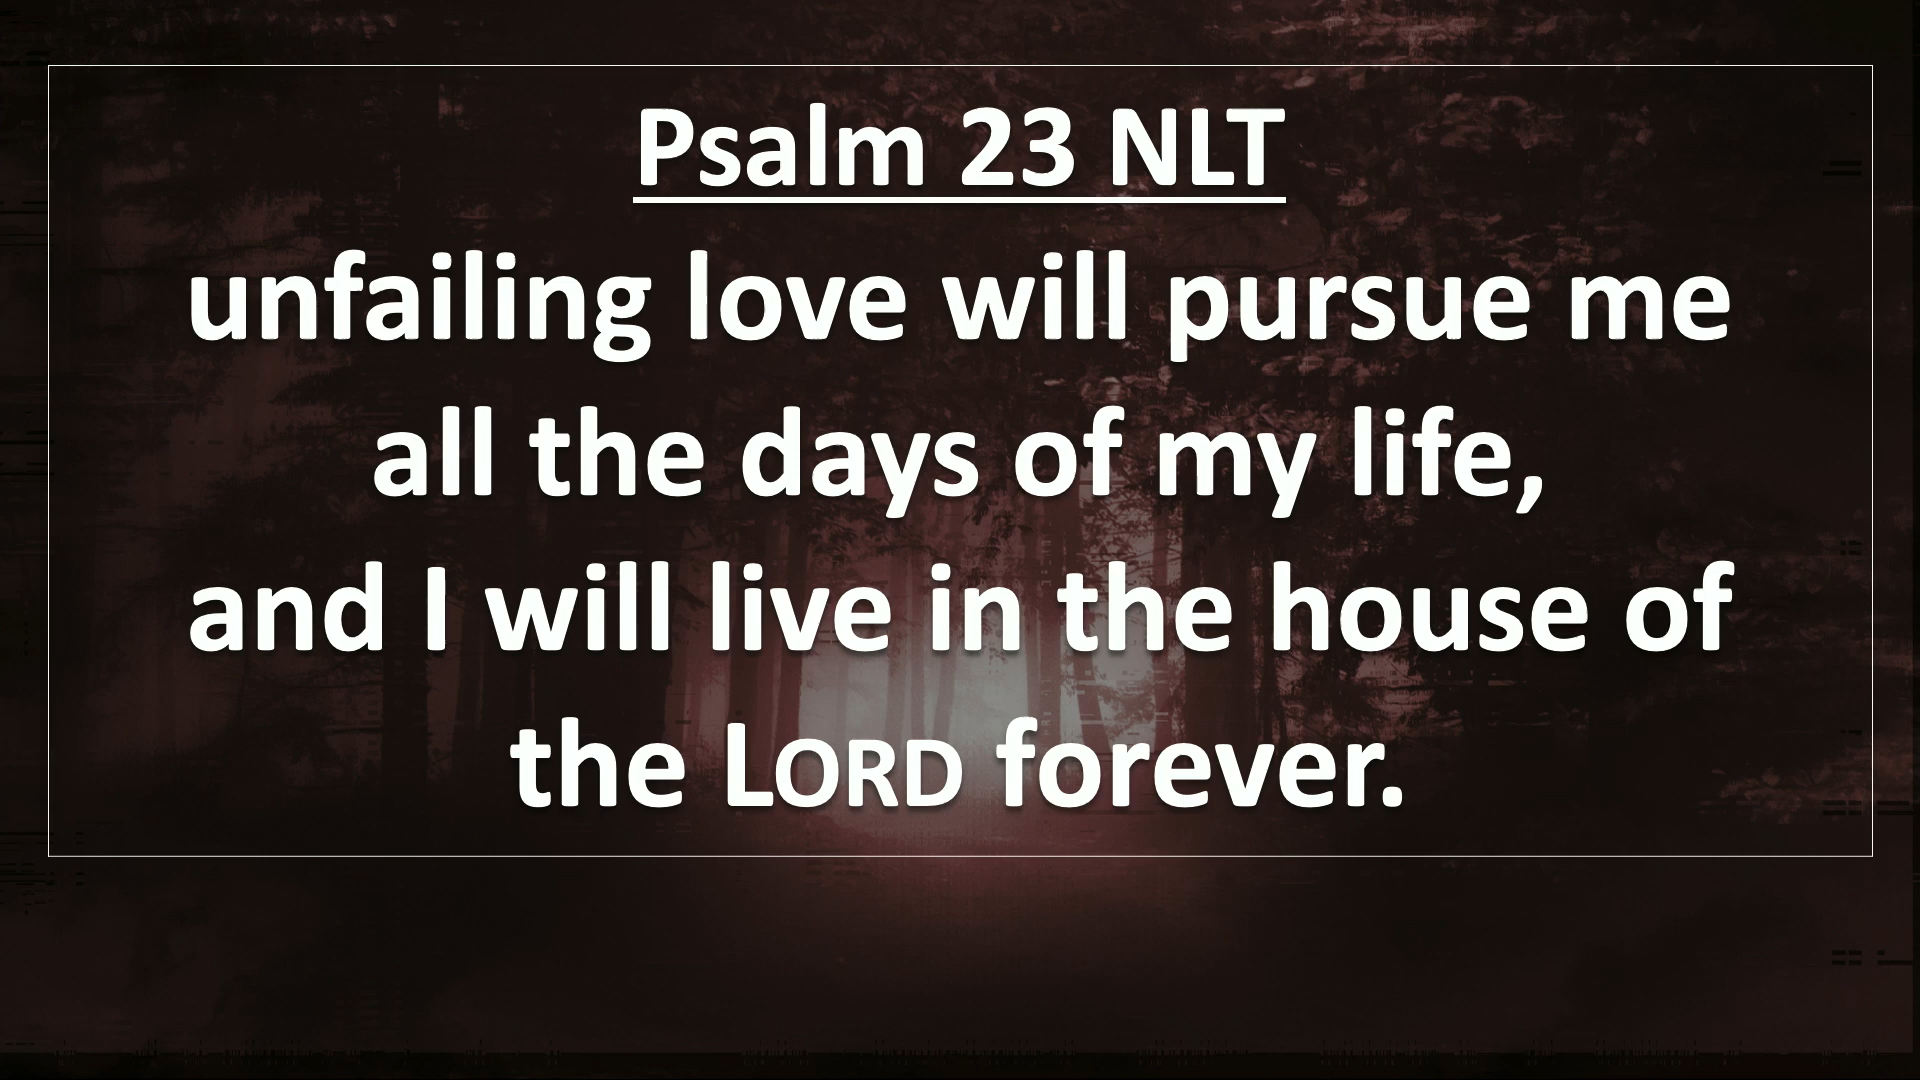 Psalm 23 NLT
unfailing love will pursue me
all the days of my life,
and I will live in the house of
the LORD forever.